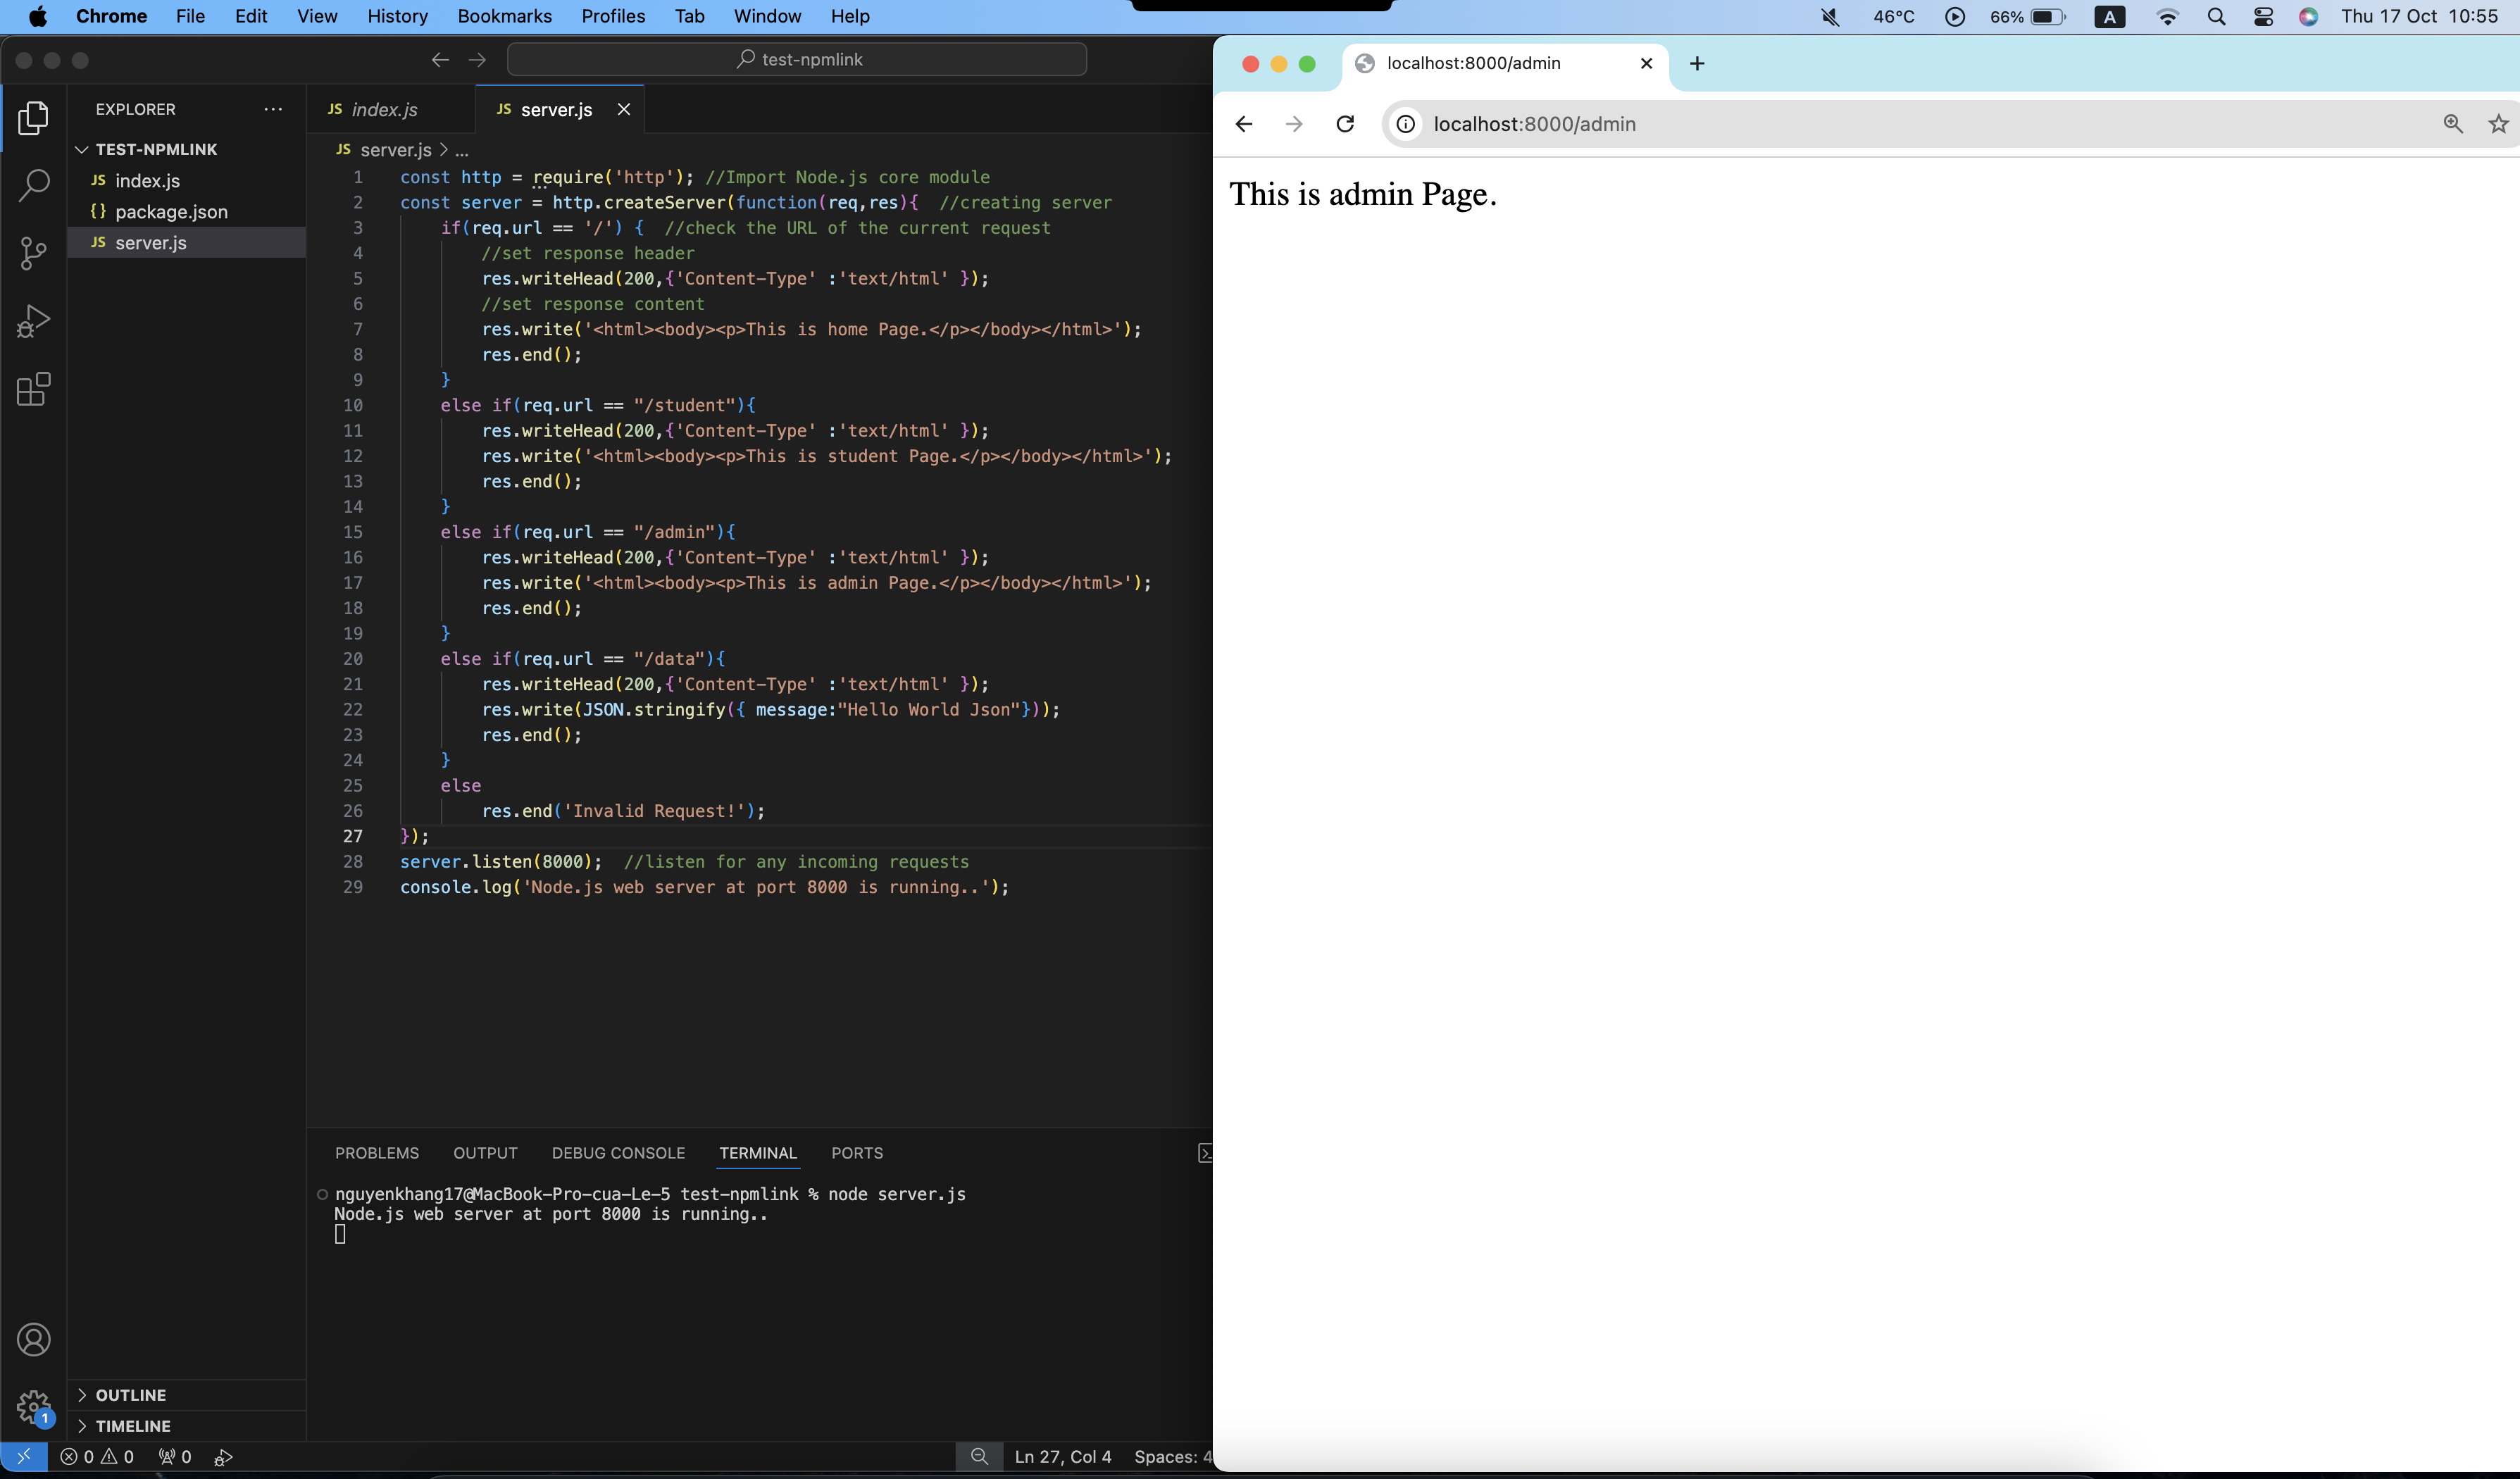 Chrome File Edit View History Bookmarks Profiles Tab Window Help
46°C 66% A Thu 17 Oct 10:55
test-npmlink
EXPLORER ...
TEST-NPMLINK
JS index.js
{} package.json
JS server.js
OUTLINE
TIMELINE
JS index.js JS server.js
JS server.js > ...
1 const http = require('http'); //Import Node.js core module
2 const server = http.createServer(function(req,res){ //creating server
3 if(req.url == '/') { //check the URL of the current request
4 //set response header
5 res.writeHead(200,{'Content-Type' :'text/html' });
6 //set response content
7 res.write('<html><body><p>This is home Page.</p></body></html>');
8 res.end();
9 }
10 else if(req.url == "/student"){
11 res.writeHead(200,{'Content-Type' :'text/html' });
12 res.write('<html><body><p>This is student Page.</p></body></html>');
13 res.end();
14 }
15 else if(req.url == "/admin"){
16 res.writeHead(200,{'Content-Type' :'text/html' });
17 res.write('<html><body><p>This is admin Page.</p></body></html>');
18 res.end();
19 }
20 else if(req.url == "/data"){
21 res.writeHead(200,{'Content-Type' :'text/html' });
22 res.write(JSON.stringify({ message:"Hello World Json"}));
23 res.end();
24 }
25 else
26 res.end('Invalid Request!');
27 });
28 server.listen(8000); //listen for any incoming requests
29 console.log('Node.js web server at port 8000 is running..');
PROBLEMS OUTPUT DEBUG CONSOLE TERMINAL PORTS
nguyenkhang17@MacBook-Pro-cua-Le-5 test-npmlink % node server.js
Node.js web server at port 8000 is running..
1
0 0 0 Ln 27, Col 4 Spaces: 4
localhost:8000/admin
localhost:8000/admin
This is admin Page.